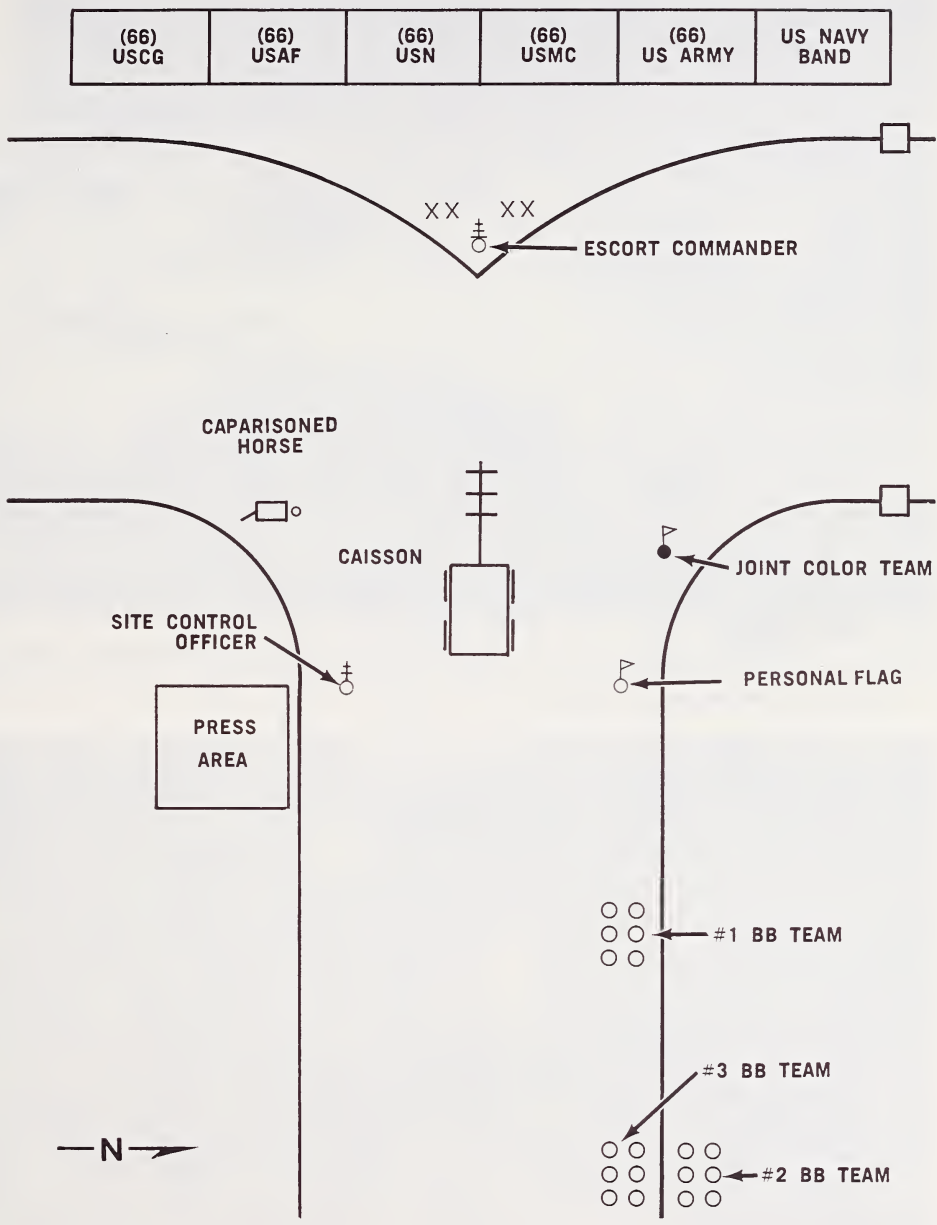 (66)
USCG
(66)
USAF
(66)
USN
(66)
USMC
(66)
US ARMY
US NAVY
BAND
XX XX
ESCORT COMMANDER
CAPARISONED
HORSE
CAISSON
JOINT COLOR TEAM
SITE CONTROL
OFFICER
PERSONAL FLAG
PRESS
AREA
#1 BB TEAM
#3 BB TEAM
N
#2 BB TEAM